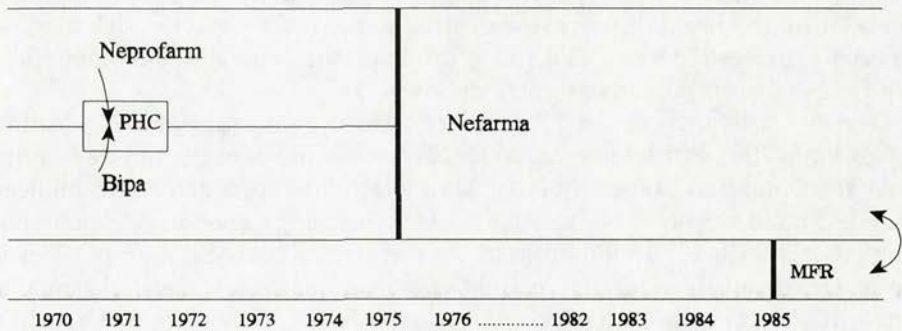 Neprofarm
PHC
Nefarma
Bipa
MFR
1970 1971 1972 1973 1974 1975 1976 .............. 1982 1983 1984 1985